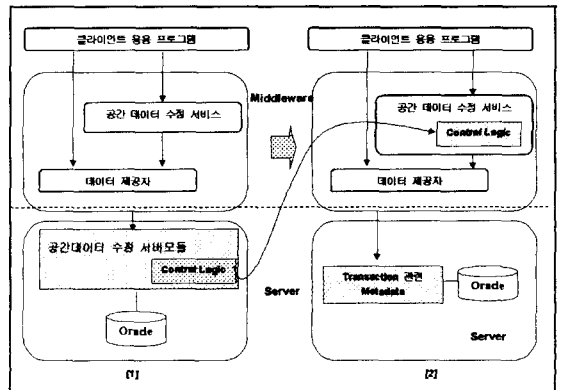 클라이언트 응용 프로그램
공간 데이터 수정 서비스
데이터 제공자
공간데이터 수정 서버모듈
Control Logic
Oracle
[1]
Middleware
Server
클라이언트 응용 프로그램
공간 데이터 수정 서비스
Control Logic
데이터 제공자
Transaction 관련
Metadata
Oracle
Server
[2]